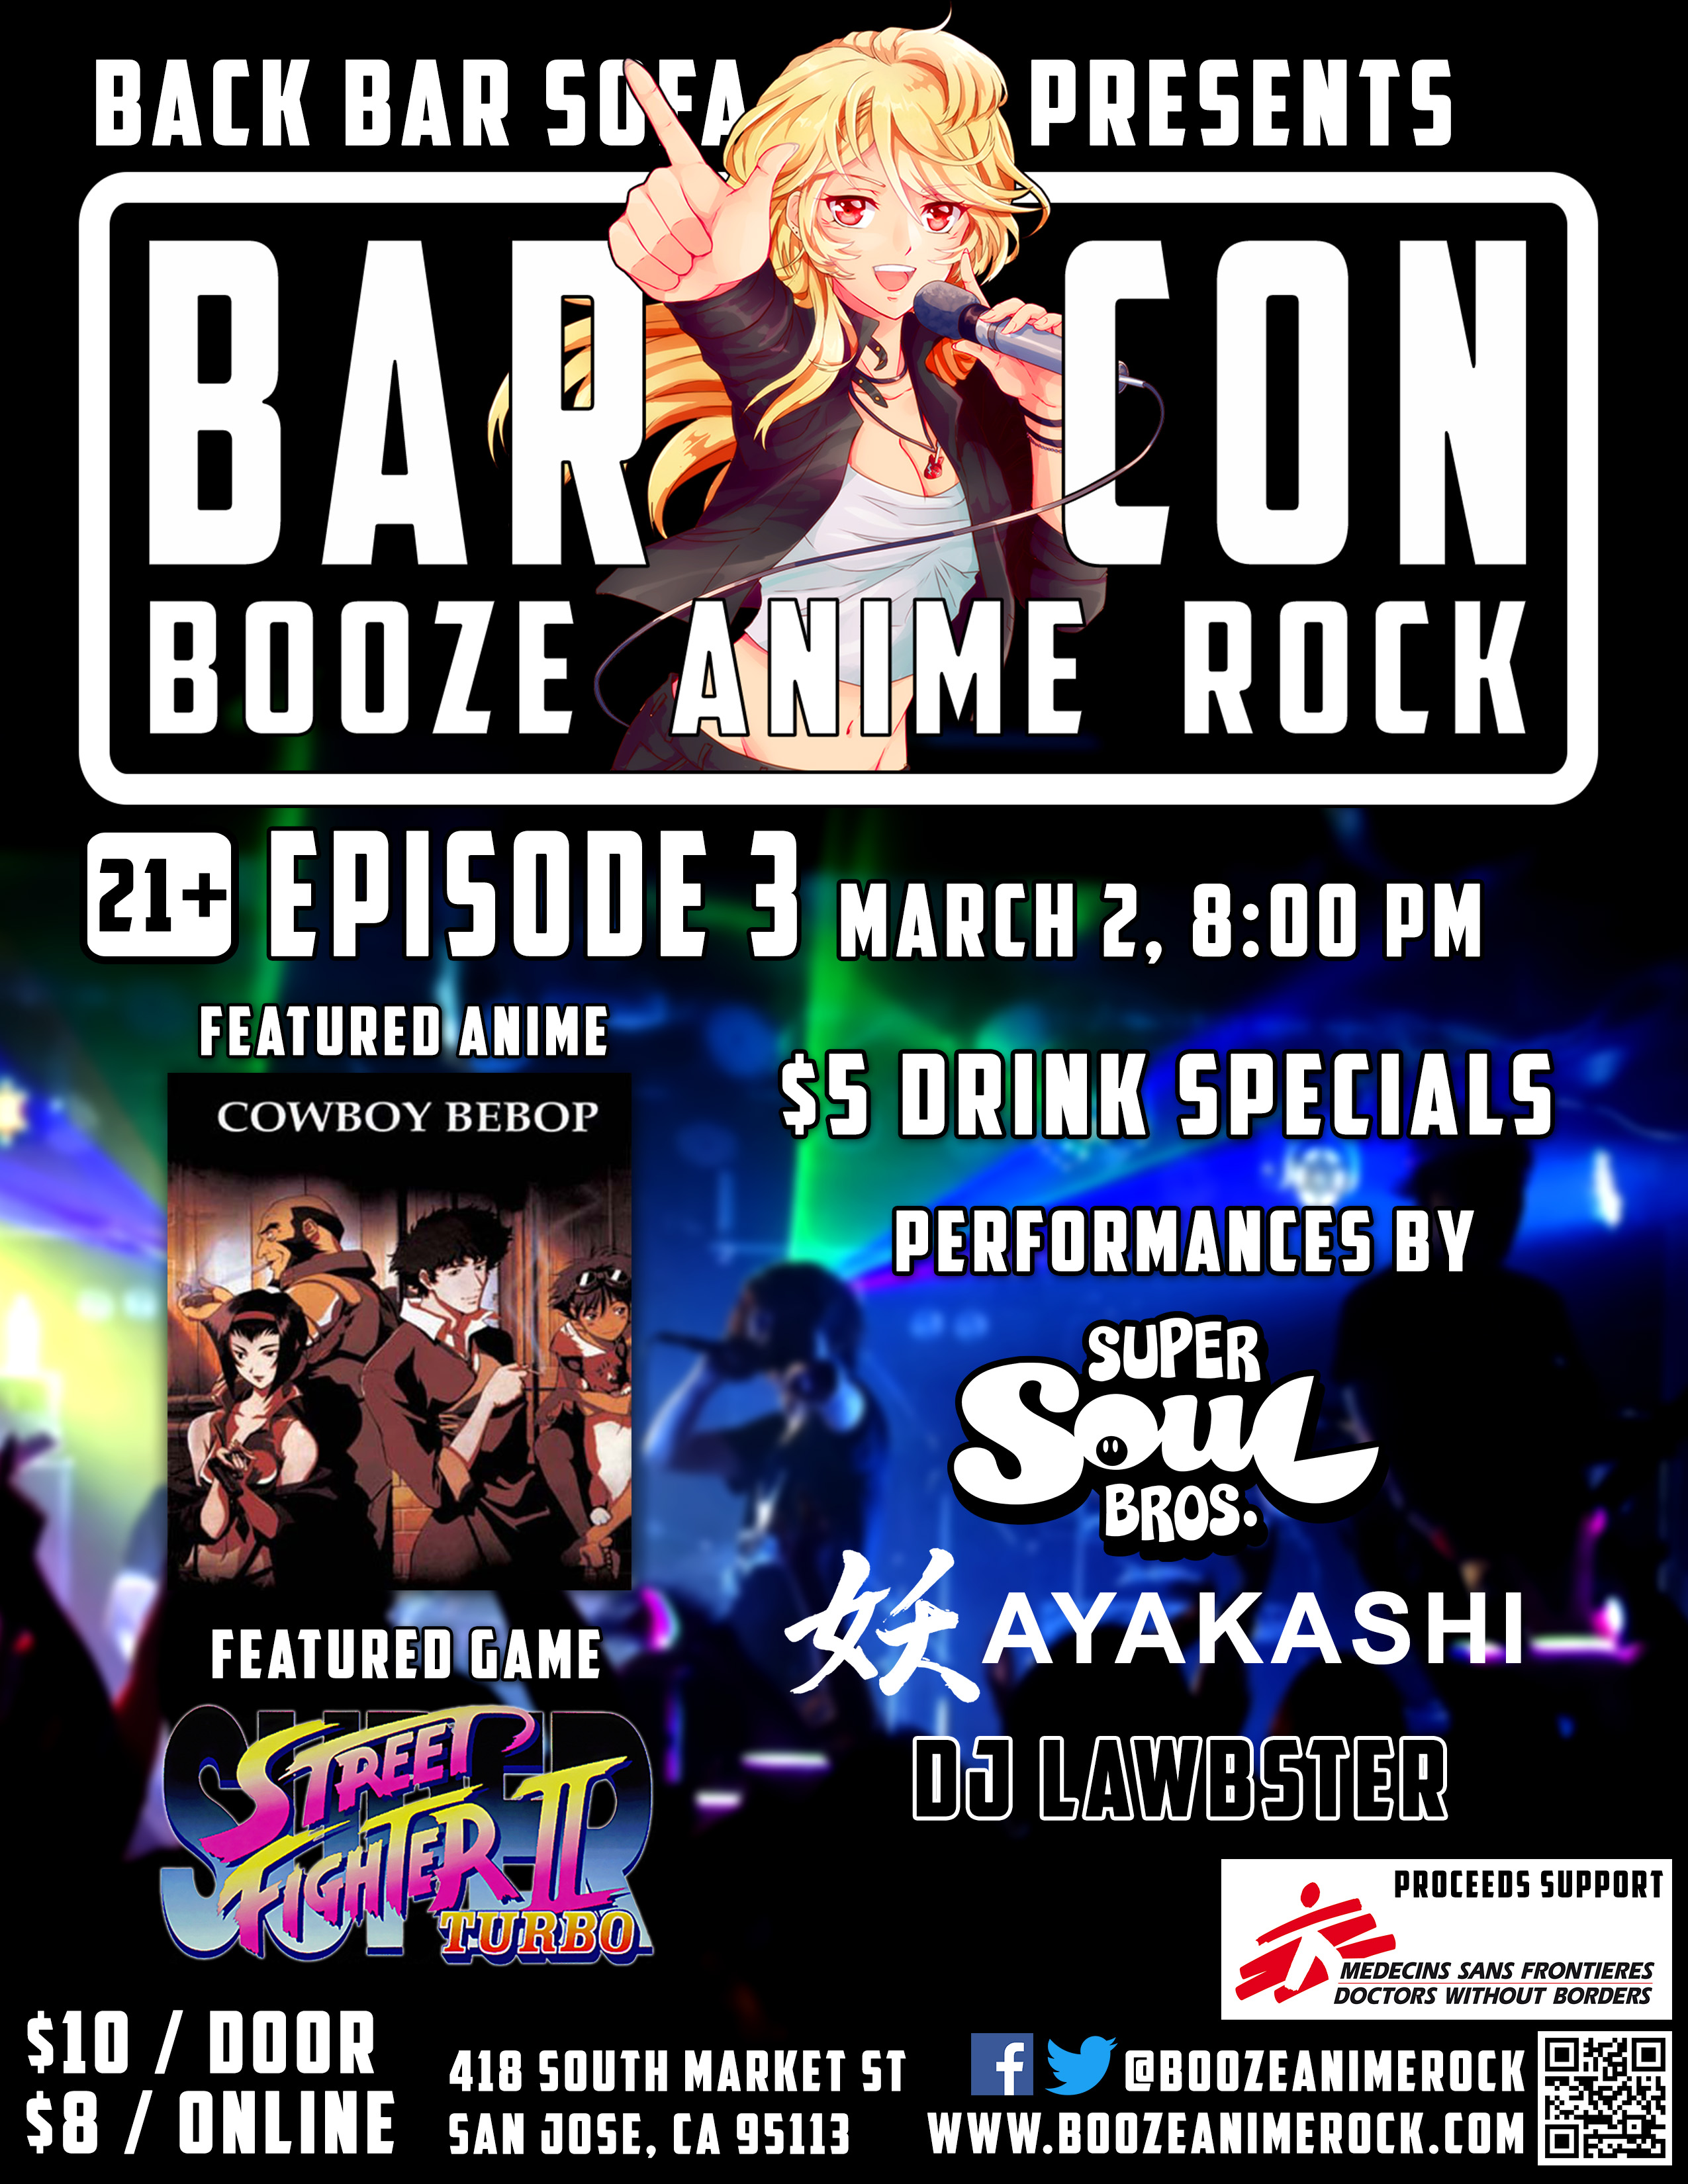 BACK BAR SOFA PRESENTS
BAR CON
BOOZE ANIME ROCK
21+ EPISODE 3 MARCH 2, 8:00 PM
FEATURED ANIME
COWBOY BEBOP
$5 DRINK SPECIALS
PERFORMANCES BY
SUPER
SOUL
BROS.
妖 AYAKASHI
DJ LAWBSTER
FEATURED GAME
SUPER
STREET
FIGHTER II
TURBO
PROCEEDS SUPPORT
MEDECINS SANS FRONTIERES
DOCTORS WITHOUT BORDERS
$10 / DOOR
$8 / ONLINE
418 SOUTH MARKET ST
SAN JOSE, CA 95113
f @BOOZEANIMEROCK
WWW.BOOZEANIMEROCK.COM